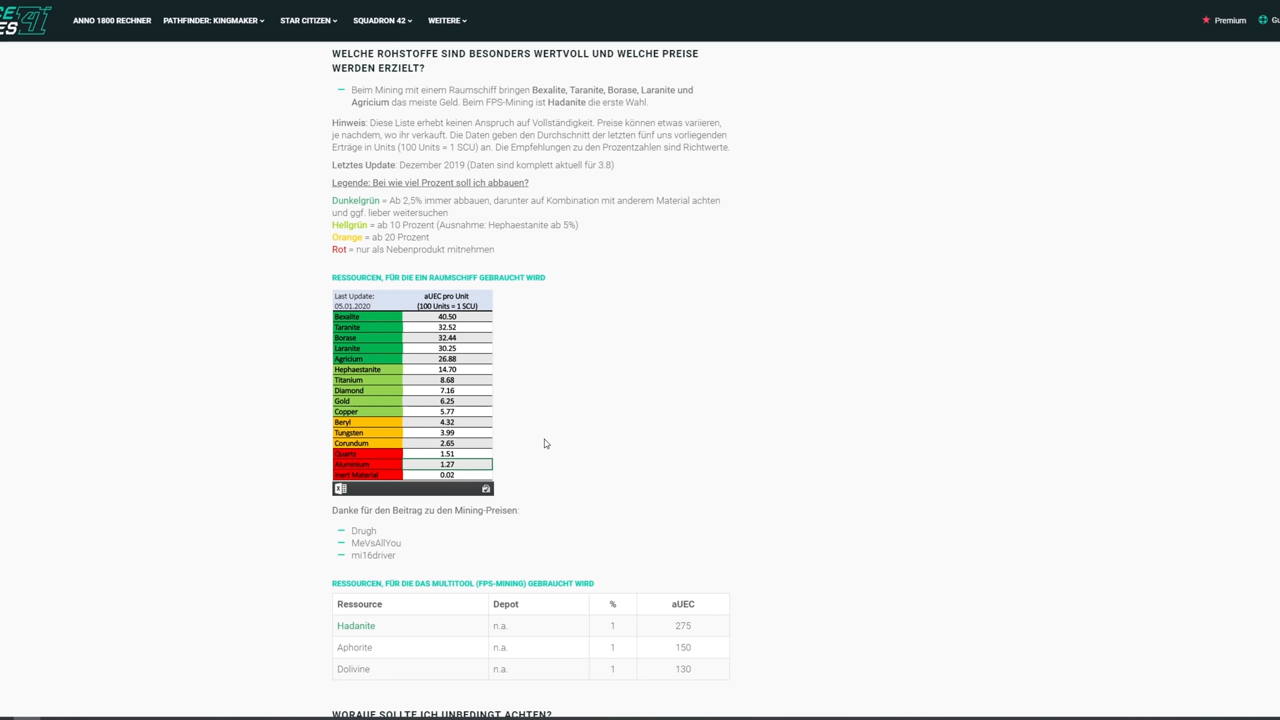 ANNO 1800 RECHNER PATHFINDER: KINGMAKER STAR CITIZEN SQUADRON 42 WEITERE Premium
WELCHE ROHSTOFFE SIND BESONDERS WERTVOLL UND WELCHE PREISE
WERDEN ERZIELT?
Beim Mining mit einem Raumschiff bringen Bexalite, Taranite, Borase, Laranite und
Agricium das meiste Geld. Beim FPS-Mining ist Hadanite die erste Wahl.
Hinweis: Diese Liste erhebt keinen Anspruch auf Vollständigkeit. Preise können etwas variieren,
je nachdem, wo ihr verkauft. Die Daten geben den Durchschnitt der letzten fünf uns vorliegenden
Erträge in Units (100 Units = 1 SCU) an. Die Empfehlungen zu den Prozentzahlen sind Richtwerte.
Letztes Update: Dezember 2019 (Daten sind komplett aktuell für 3.8)
Legende: Bei wie viel Prozent soll ich abbauen?
Dunkelgrün = Ab 2,5% immer abbauen, darunter auf Kombination mit anderem Material achten
und ggf. lieber weitersuchen
Hellgrün = ab 10 Prozent (Ausnahme: Hephaestanite ab 5%)
Orange = ab 20 Prozent
Rot = nur als Nebenprodukt mitnehmen
RESSOURCEN, FÜR DIE EIN RAUMSCHIFF GEBRAUCHT WIRD
Last Update: aUEC pro Unit
05.01.2020 (100 Units = 1 SCU)
Bexalite 40.50
Taranite 32.52
Borase 32.44
Laranite 30.25
Agricium 26.88
Hephaestanite 14.70
Titanium 8.68
Diamond 7.16
Gold 6.25
Copper 5.77
Beryl 4.32
Tungsten 3.99
Corundum 2.65
Quartz 1.51
Aluminium 1.27
Inert Material 0.02
Danke für den Beitrag zu den Mining-Preisen:
Drugh
MeVsAllYou
mi16driver
RESSOURCEN, FÜR DIE DAS MULTITOOL (FPS-MINING) GEBRAUCHT WIRD
Ressource Depot % aUEC
Hadanite n.a. 1 275
Aphorite n.a. 1 150
Dolivine n.a. 1 130
WORAUF SOLLTE ICH UNBEDINGT ACHTEN?